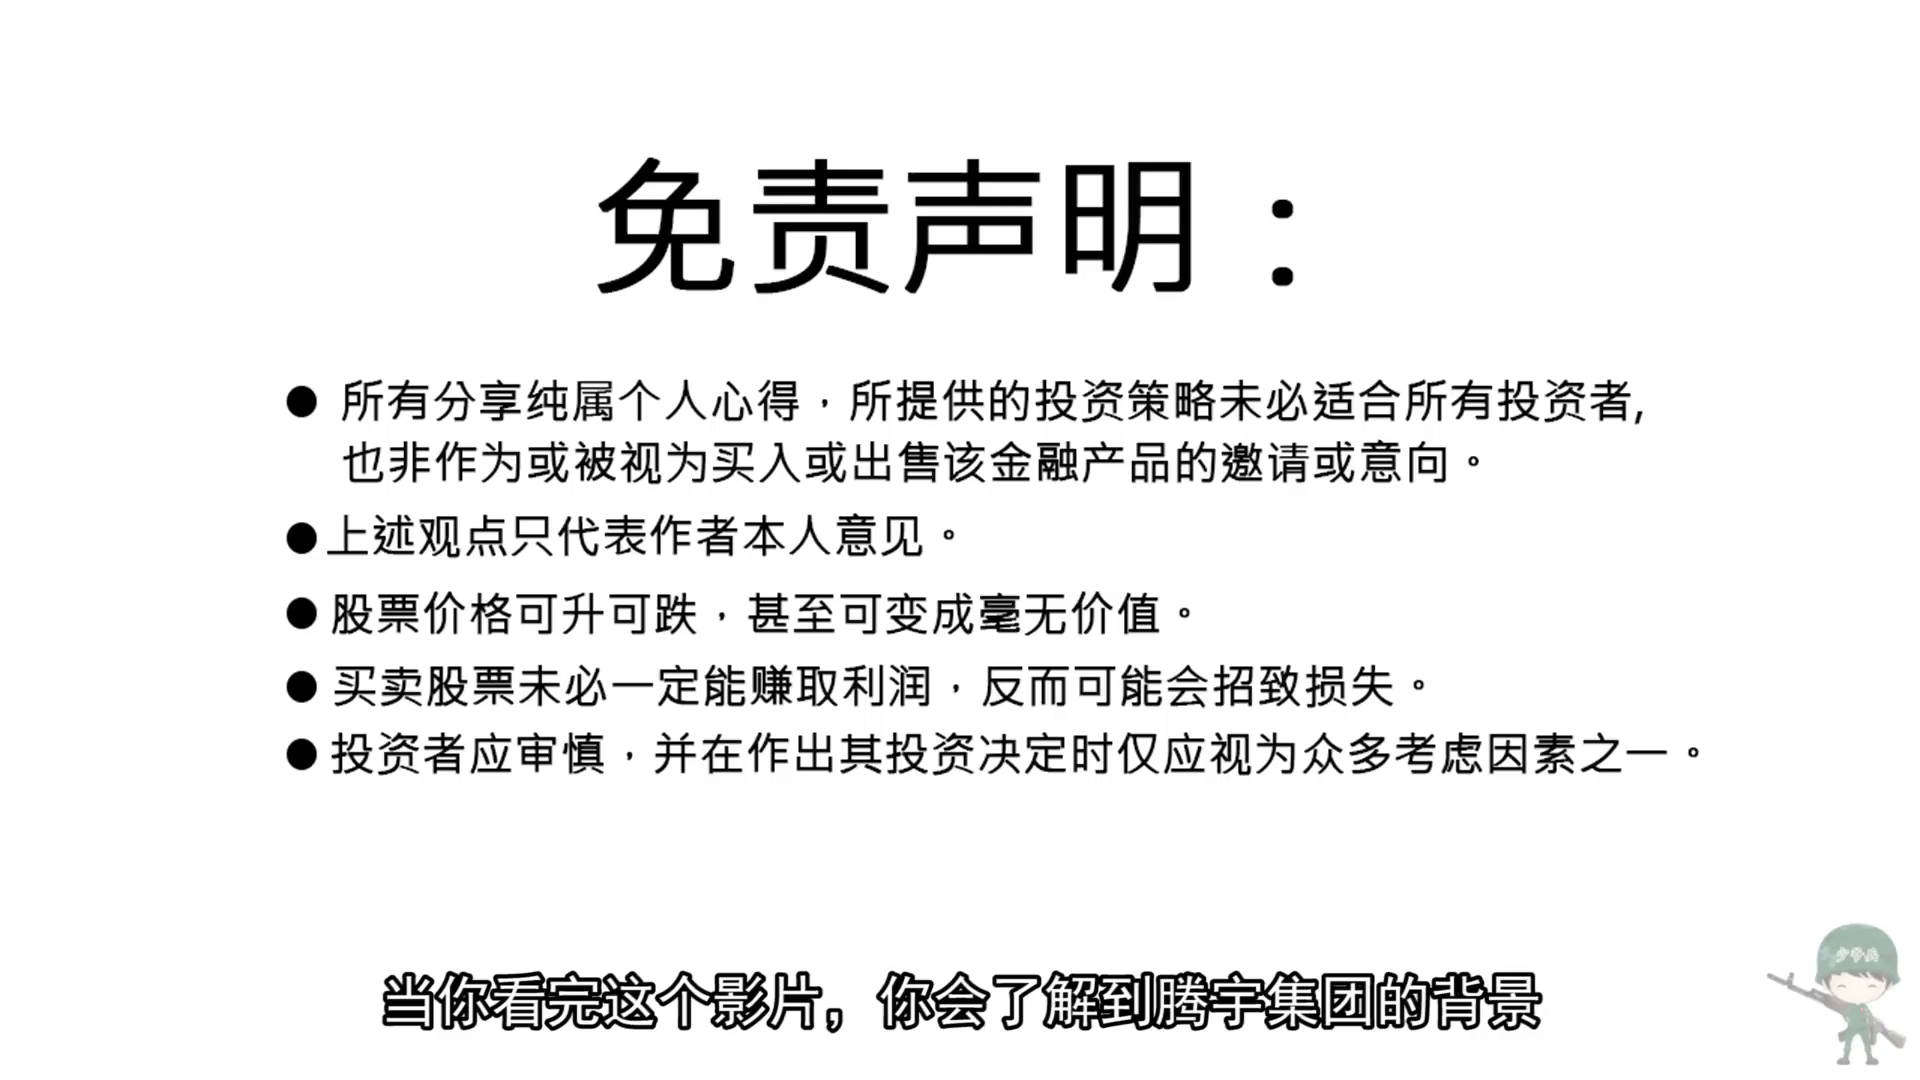 免责声明：
● 所有分享纯属个人心得，所提供的投资策略未必适合所有投资者,
也非作为或被视为买入或出售该金融产品的邀请或意向。
● 上述观点只代表作者本人意见。
● 股票价格可升可跌，甚至可变成毫无价值。
● 买卖股票未必一定能赚取利润，反而可能会招致损失。
● 投资者应审慎，并在作出其投资决定时仅应视为众多考虑因素之一。
当你看完这个影片，你会了解到腾宇集团的背景